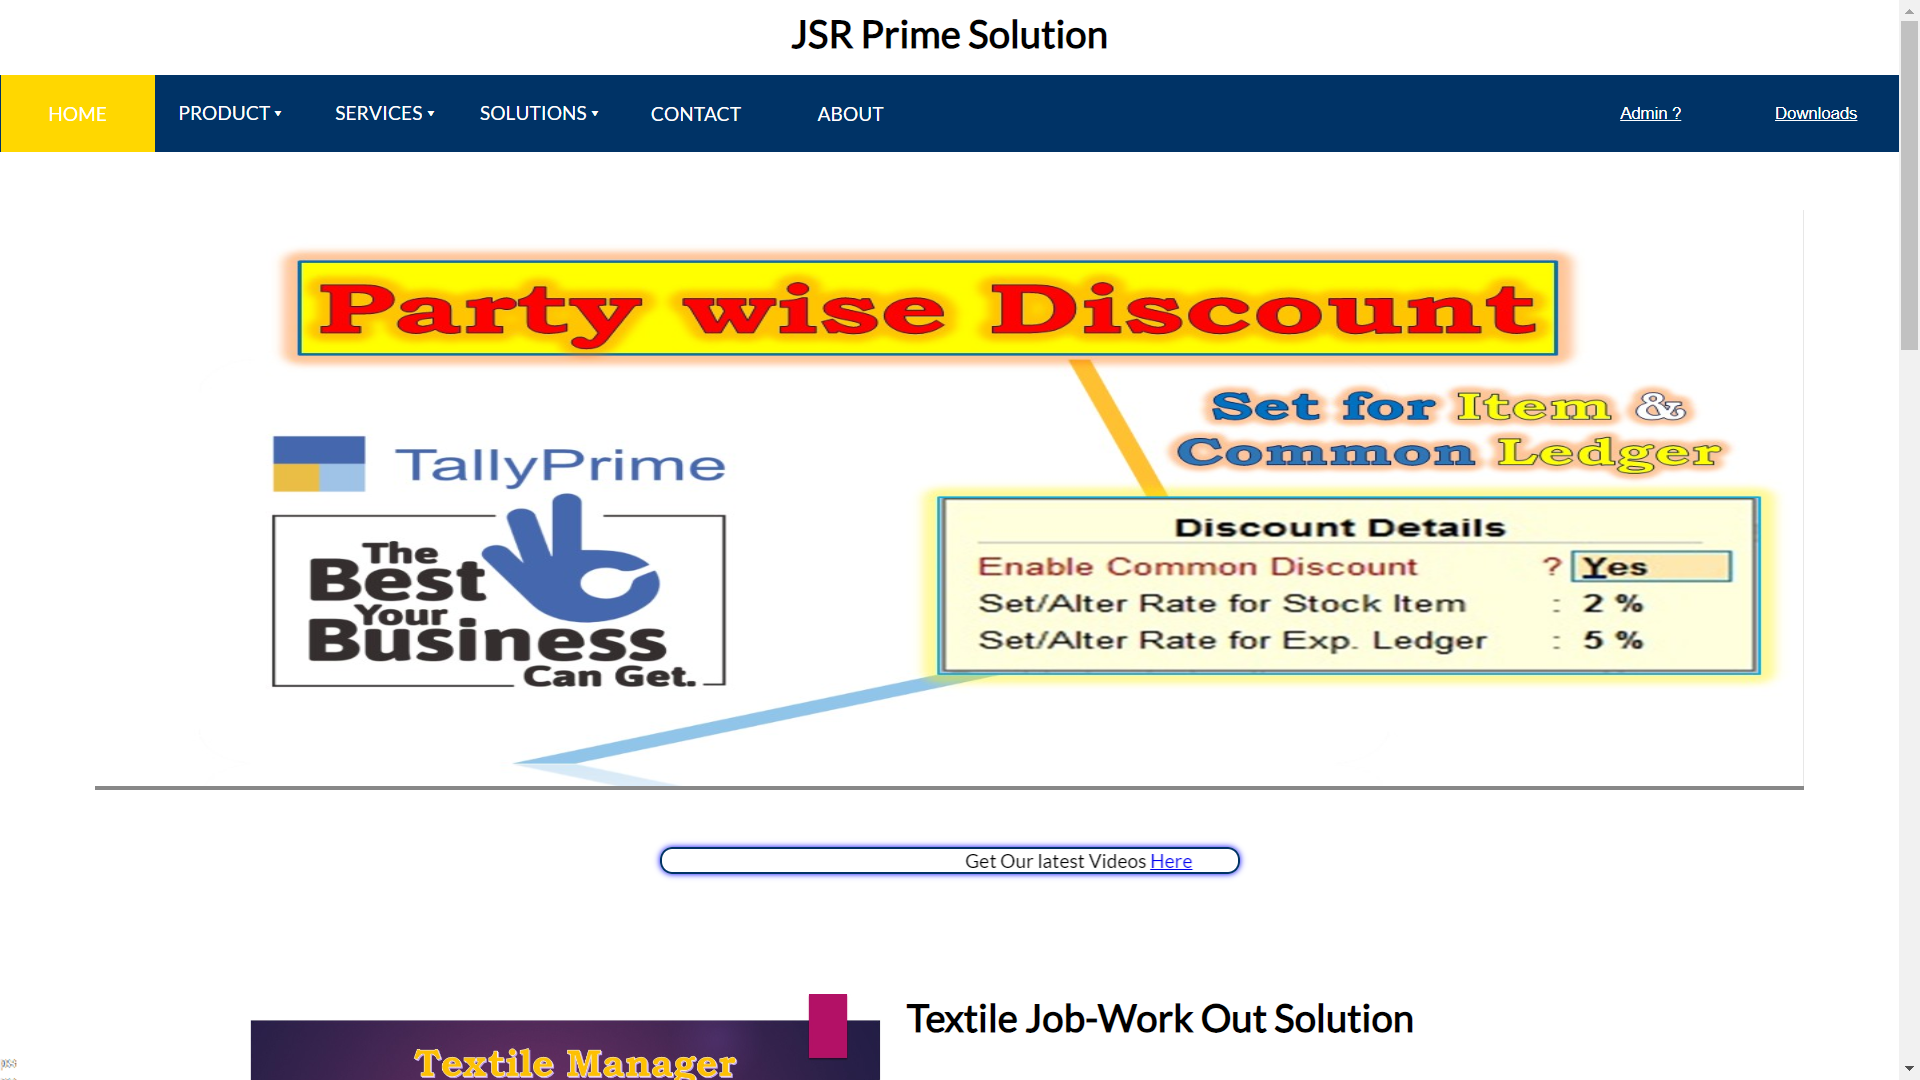 JSR Prime Solution
HOME PRODUCT SERVICES SOLUTIONS CONTACT ABOUT Admin ? Downloads
Party wise Discount
Set for Item &
Common Ledger
TallyPrime
The
Best
Your
Business
Can Get.
Discount Details
Enable Common Discount ? Yes
Set/Alter Rate for Stock Item : 2 %
Set/Alter Rate for Exp. Ledger : 5 %
Get Our latest Videos Here
Textile Job-Work Out Solution
Textile Manager